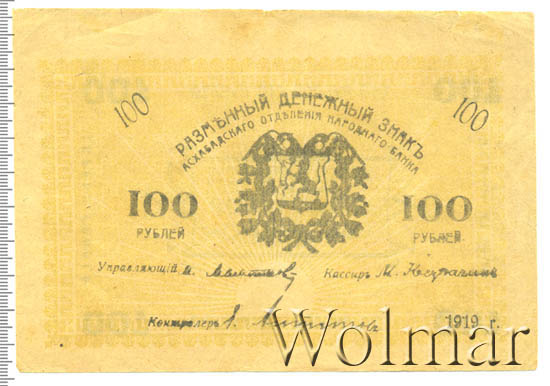 100 100
РАЗМѢННЫЙ ДЕНЕЖНЫЙ ЗНАКЪ
АСХАБАДСКАГО ОТДѢЛЕНІЯ НАРОДНАГО БАНКА
100 100
РУБЛЕЙ РУБЛЕЙ
Управляющій Кассиръ
Контролеръ 1919 г.
Wolmar